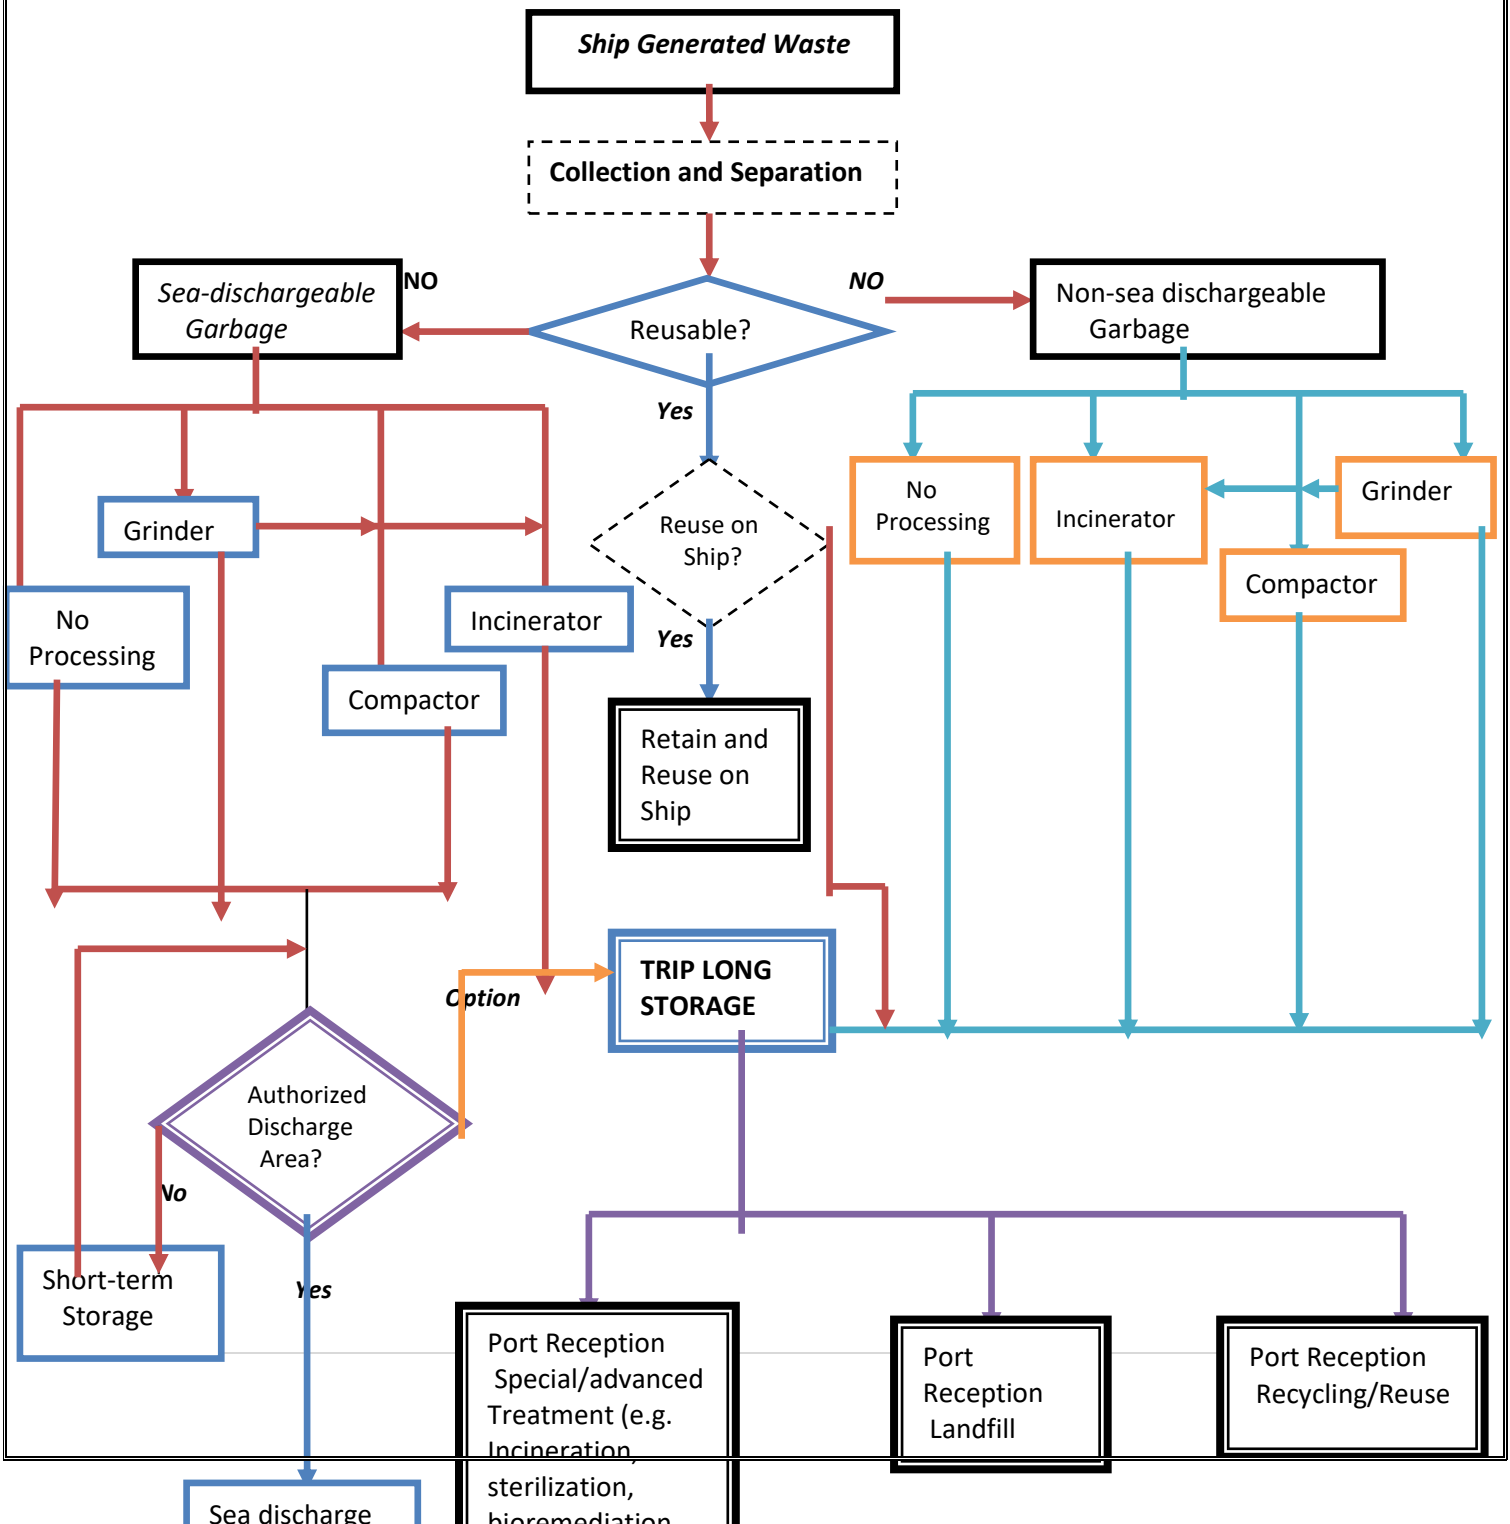 Ship Generated Waste
Collection and Separation
NO
NO
Sea-dischargeable
Garbage
Reusable?
Non-sea dischargeable
Garbage
Yes
Grinder
No
Processing
Compactor
Incinerator
Reuse on
Ship?
Yes
No
Processing
Incinerator
Grinder
Compactor
Retain and
Reuse on
Ship
TRIP LONG
STORAGE
Option
Authorized
Discharge
Area?
No
Short-term
Storage
Yes
Port Reception
Special/advanced
Treatment (e.g.
Incineration,
sterilization,
bioremediation
Port
Reception
Landfill
Port Reception
Recycling/Reuse
Sea discharge